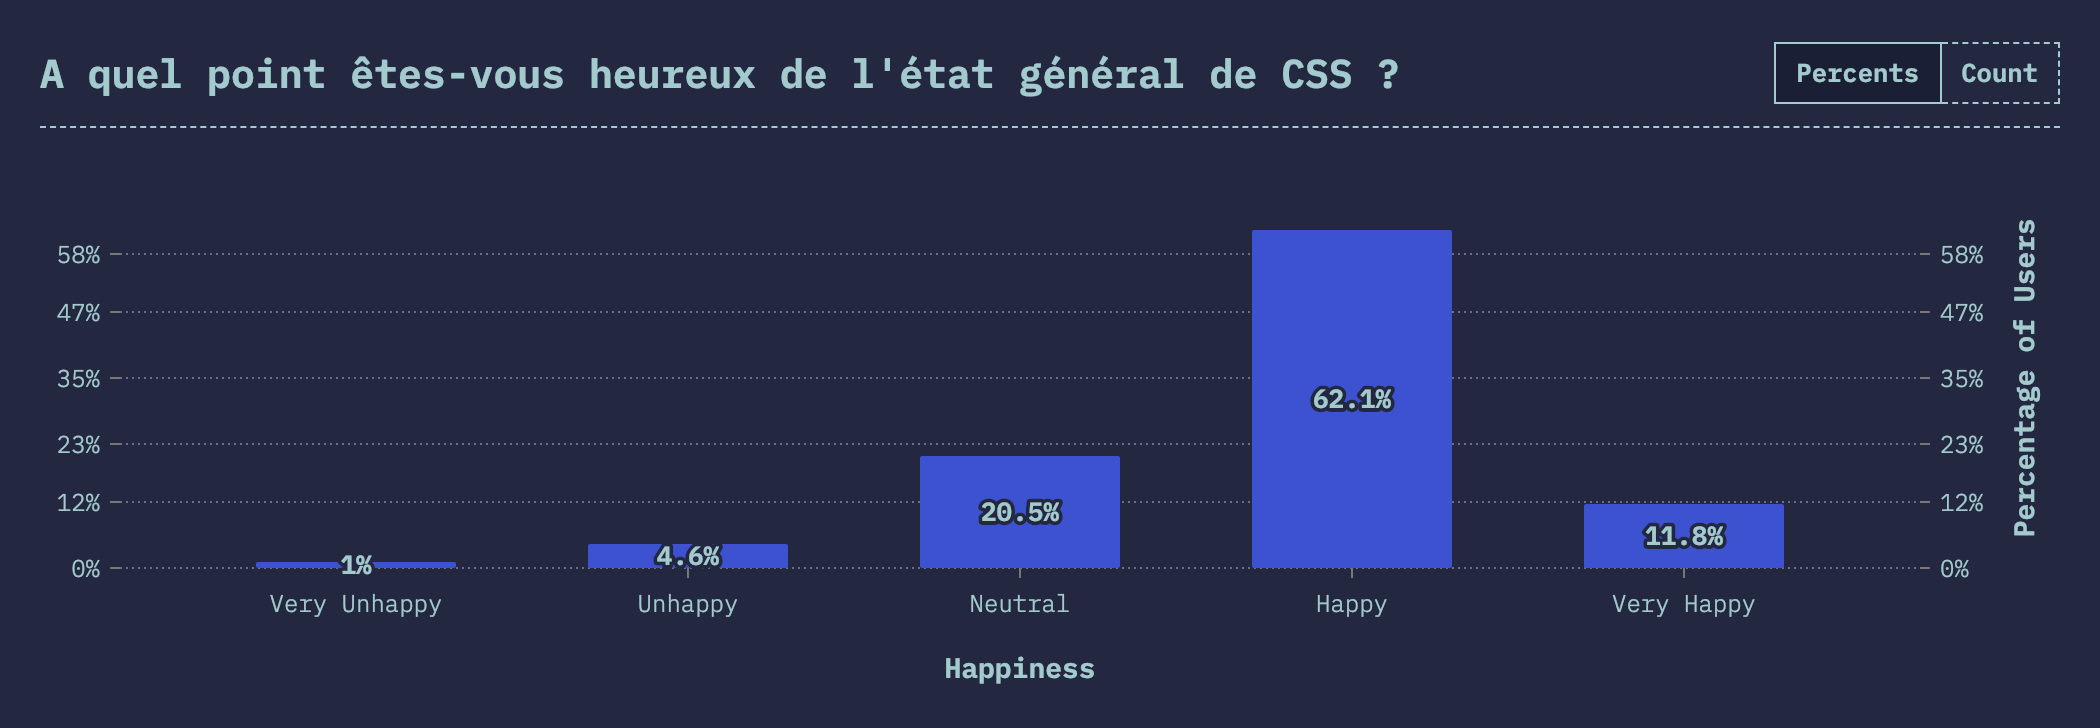 A quel point êtes-vous heureux de l'état général de CSS ?
Percents
Count
58%
47%
35%
23%
12%
0%
1%
4.6%
20.5%
62.1%
11.8%
58%
47%
35%
23%
12%
0%
Percentage of Users
Very Unhappy
Unhappy
Neutral
Happy
Very Happy
Happiness